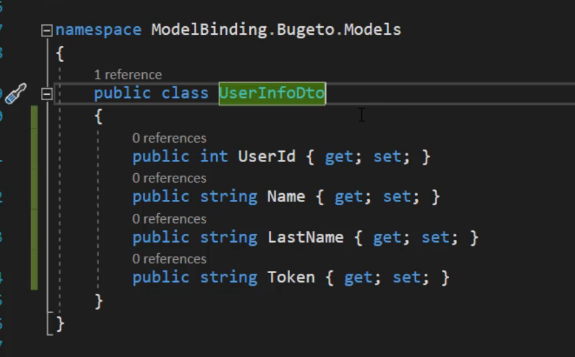 namespace ModelBinding.Bugeto.Models
{
1 reference
public class UserInfoDto
{
0 references
public int UserId { get; set; }
0 references
public string Name { get; set; }
0 references
public string LastName { get; set; }
0 references
public string Token { get; set; }
}
}